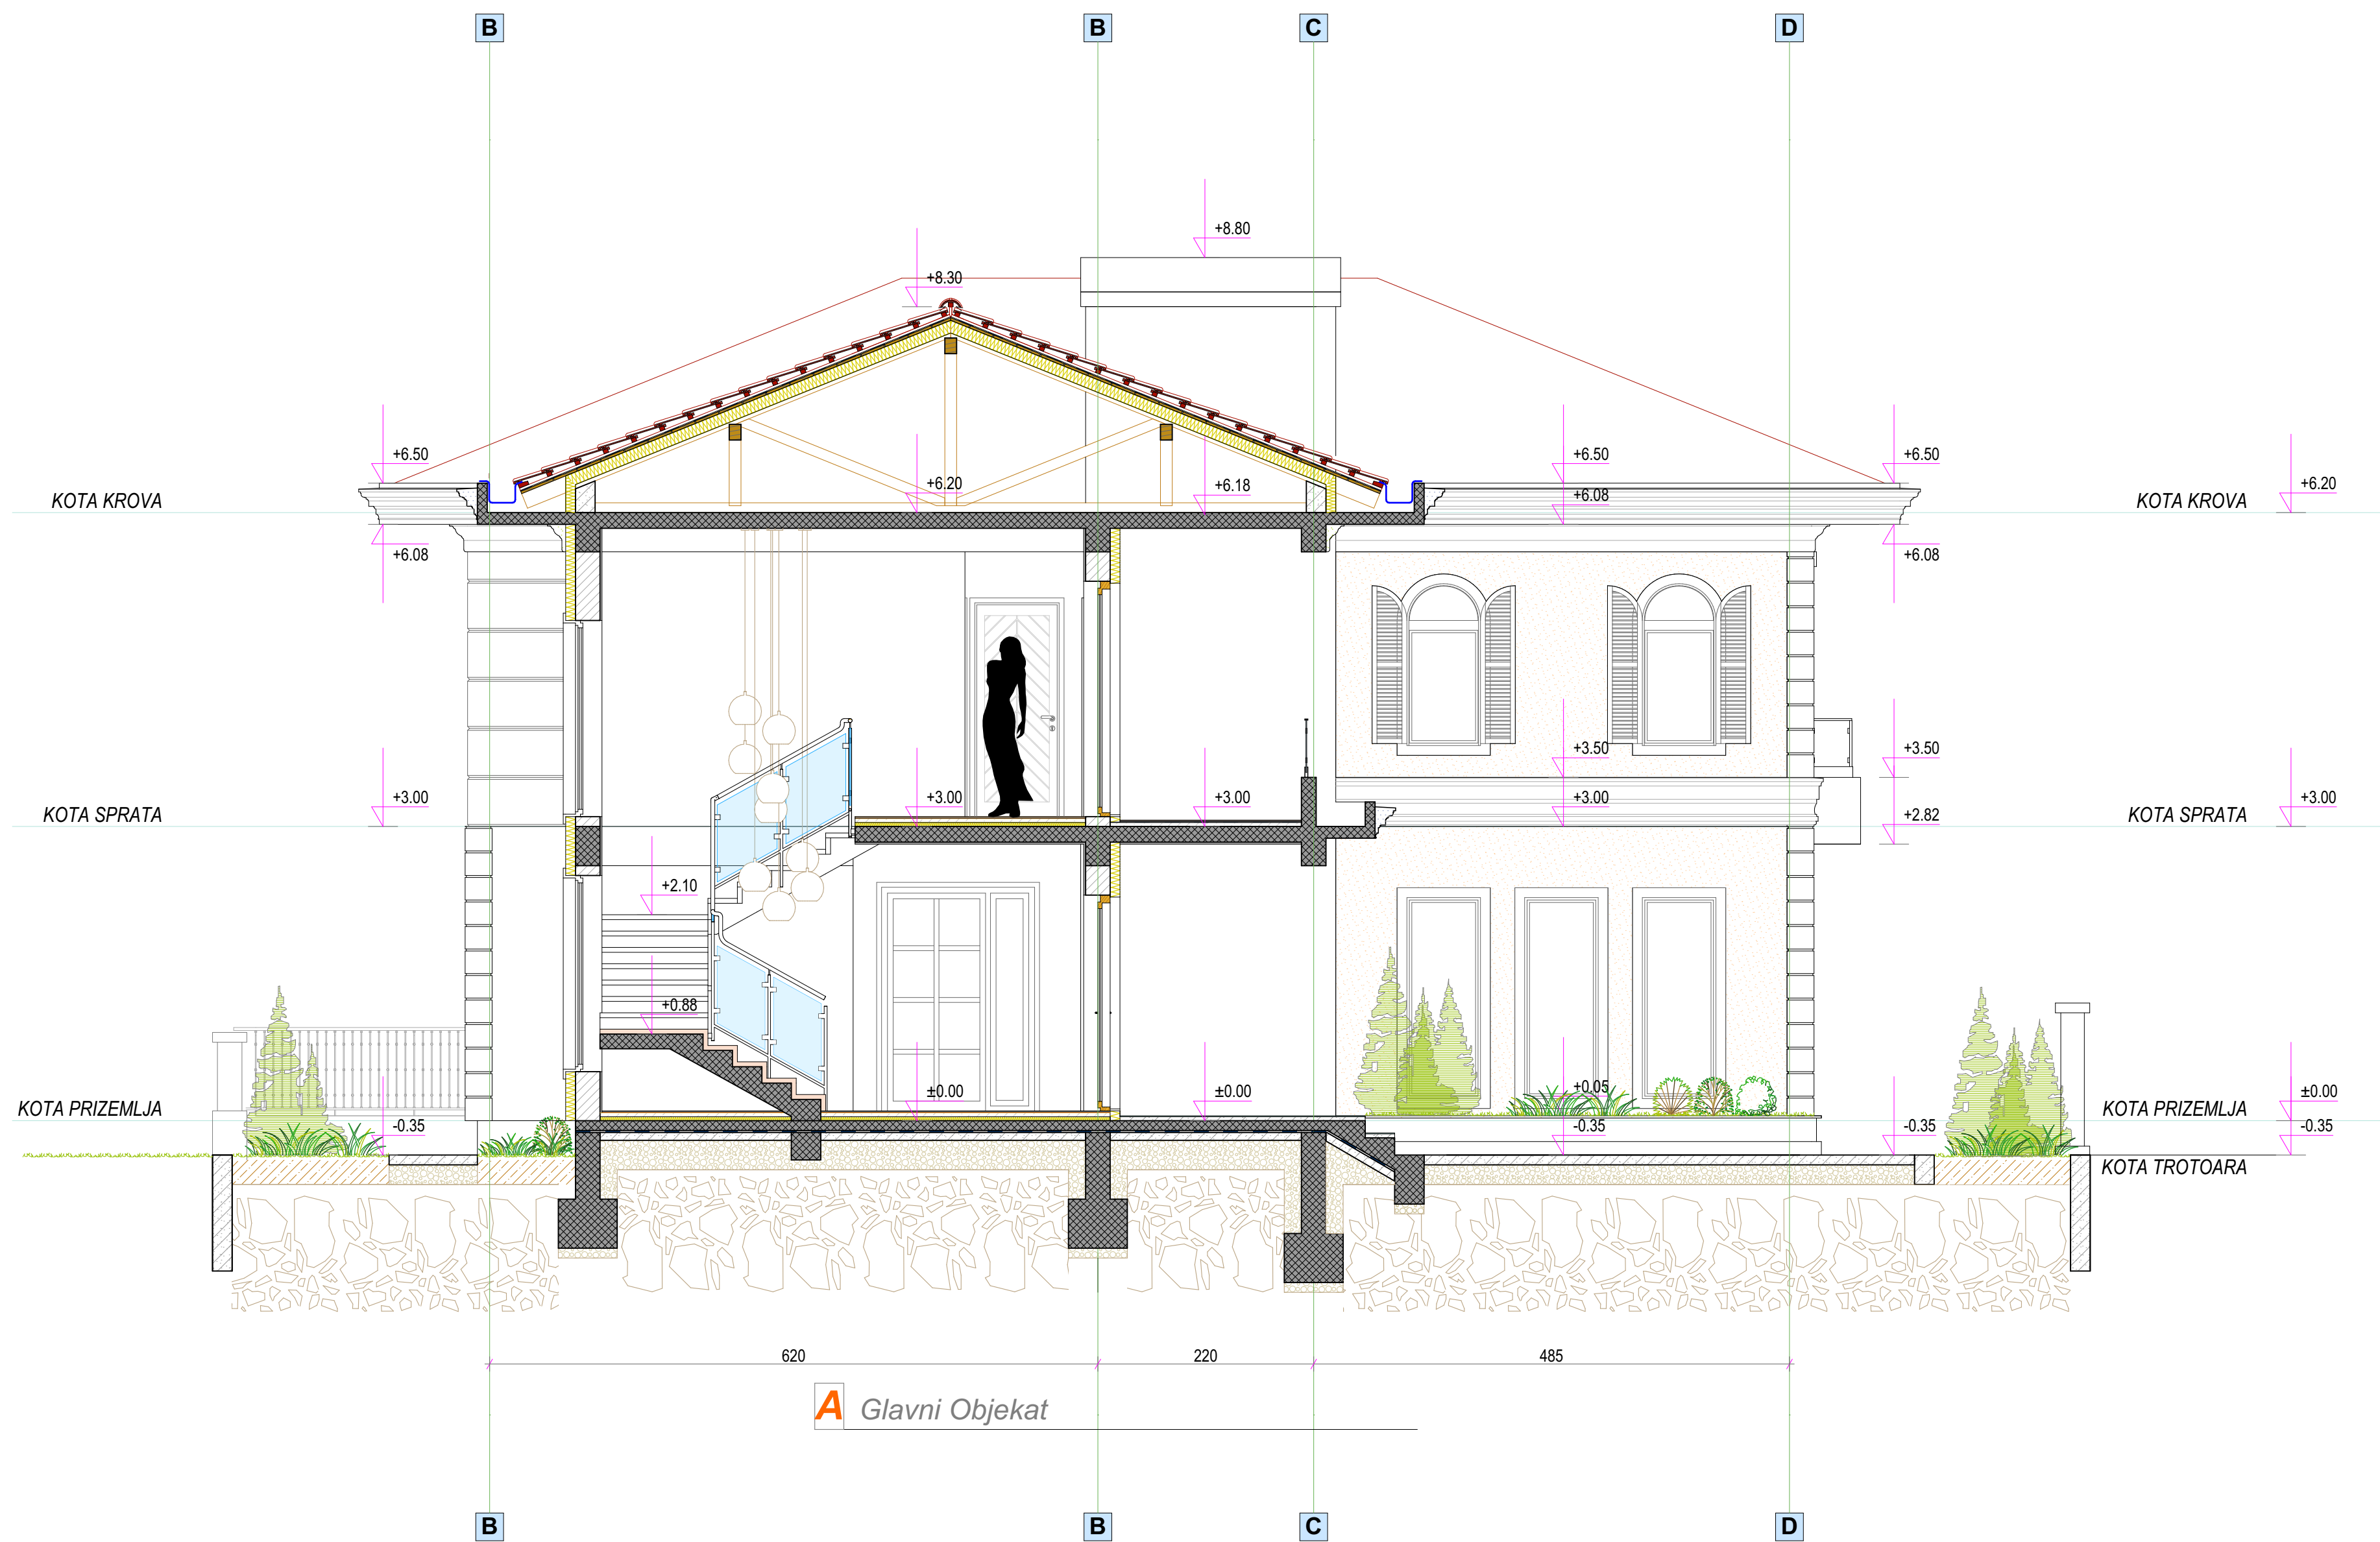 B B C D
+8.80
+8.30
+6.50 +6.50 +6.50
KOTA KROVA +6.20 +6.18 +6.08 KOTA KROVA +6.20
+6.08 +6.08
+3.50 +3.50
KOTA SPRATA +3.00 +3.00 +3.00 +3.00 KOTA SPRATA +3.00
+2.82
+2.10
+0.88
KOTA PRIZEMLJA ±0.00 ±0.00 +0.05 KOTA PRIZEMLJA ±0.00
-0.35 -0.35 -0.35 -0.35
KOTA TROTOARA
620 220 485
A Glavni Objekat
B B C D